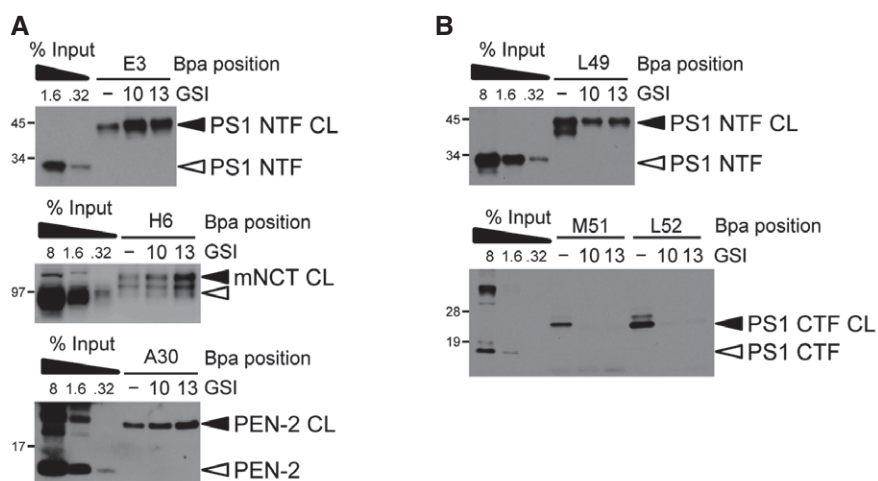 A
% Input
E3
Bpa position
1.6 .32 – 10 13 GSI
45
PS1 NTF CL
34
PS1 NTF
% Input
H6
Bpa position
8 1.6 .32 – 10 13 GSI
mNCT CL
97
% Input
A30
Bpa position
8 1.6 .32 – 10 13 GSI
PEN-2 CL
17
PEN-2
B
% Input
L49
Bpa position
8 1.6 .32 – 10 13 GSI
45
PS1 NTF CL
34
PS1 NTF
% Input
M51 L52
Bpa position
8 1.6 .32 – 10 13 – 10 13 GSI
28
PS1 CTF CL
19
PS1 CTF